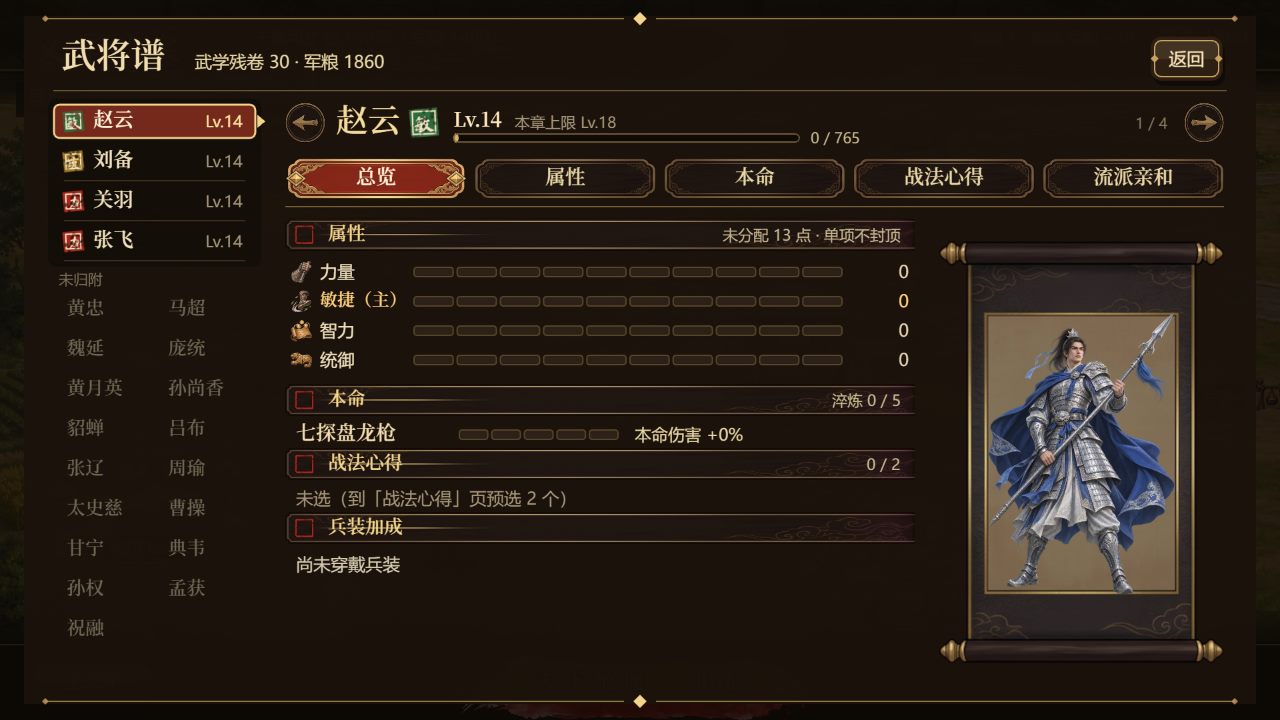 武将谱
武学残卷 30 · 军粮 1860
返回
敏 赵云 Lv.14
刘备 Lv.14
关羽 Lv.14
张飞 Lv.14
未归附
黄忠 马超
魏延 庞统
黄月英 孙尚香
貂蝉 吕布
张辽 周瑜
太史慈 曹操
甘宁 典韦
孙权 孟获
祝融
赵云 敏 Lv.14 本章上限 Lv.18
0 / 765
1 / 4
总览 属性 本命 战法心得 流派亲和
属性 未分配 13 点 · 单项不封顶
力量 0
敏捷（主） 0
智力 0
统御 0
本命 淬炼 0 / 5
七探盘龙枪 本命伤害 +0%
战法心得 0 / 2
未选（到「战法心得」页预选 2 个）
兵装加成
尚未穿戴兵装